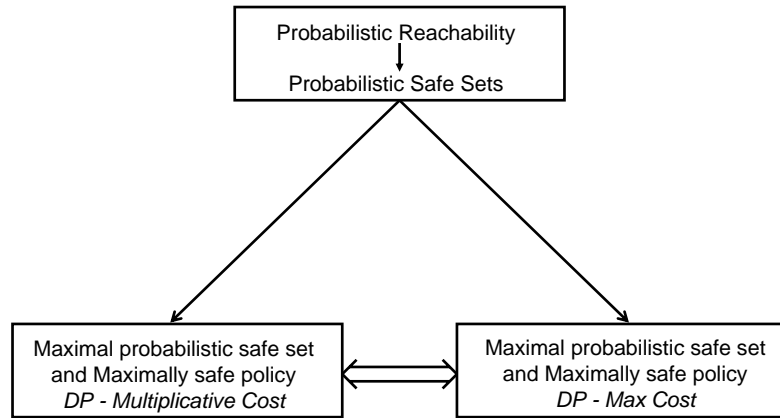 Probabilistic Reachability
Probabilistic Safe Sets
Maximal probabilistic safe set
and Maximally safe policy
DP - Multiplicative Cost
Maximal probabilistic safe set
and Maximally safe policy
DP - Max Cost